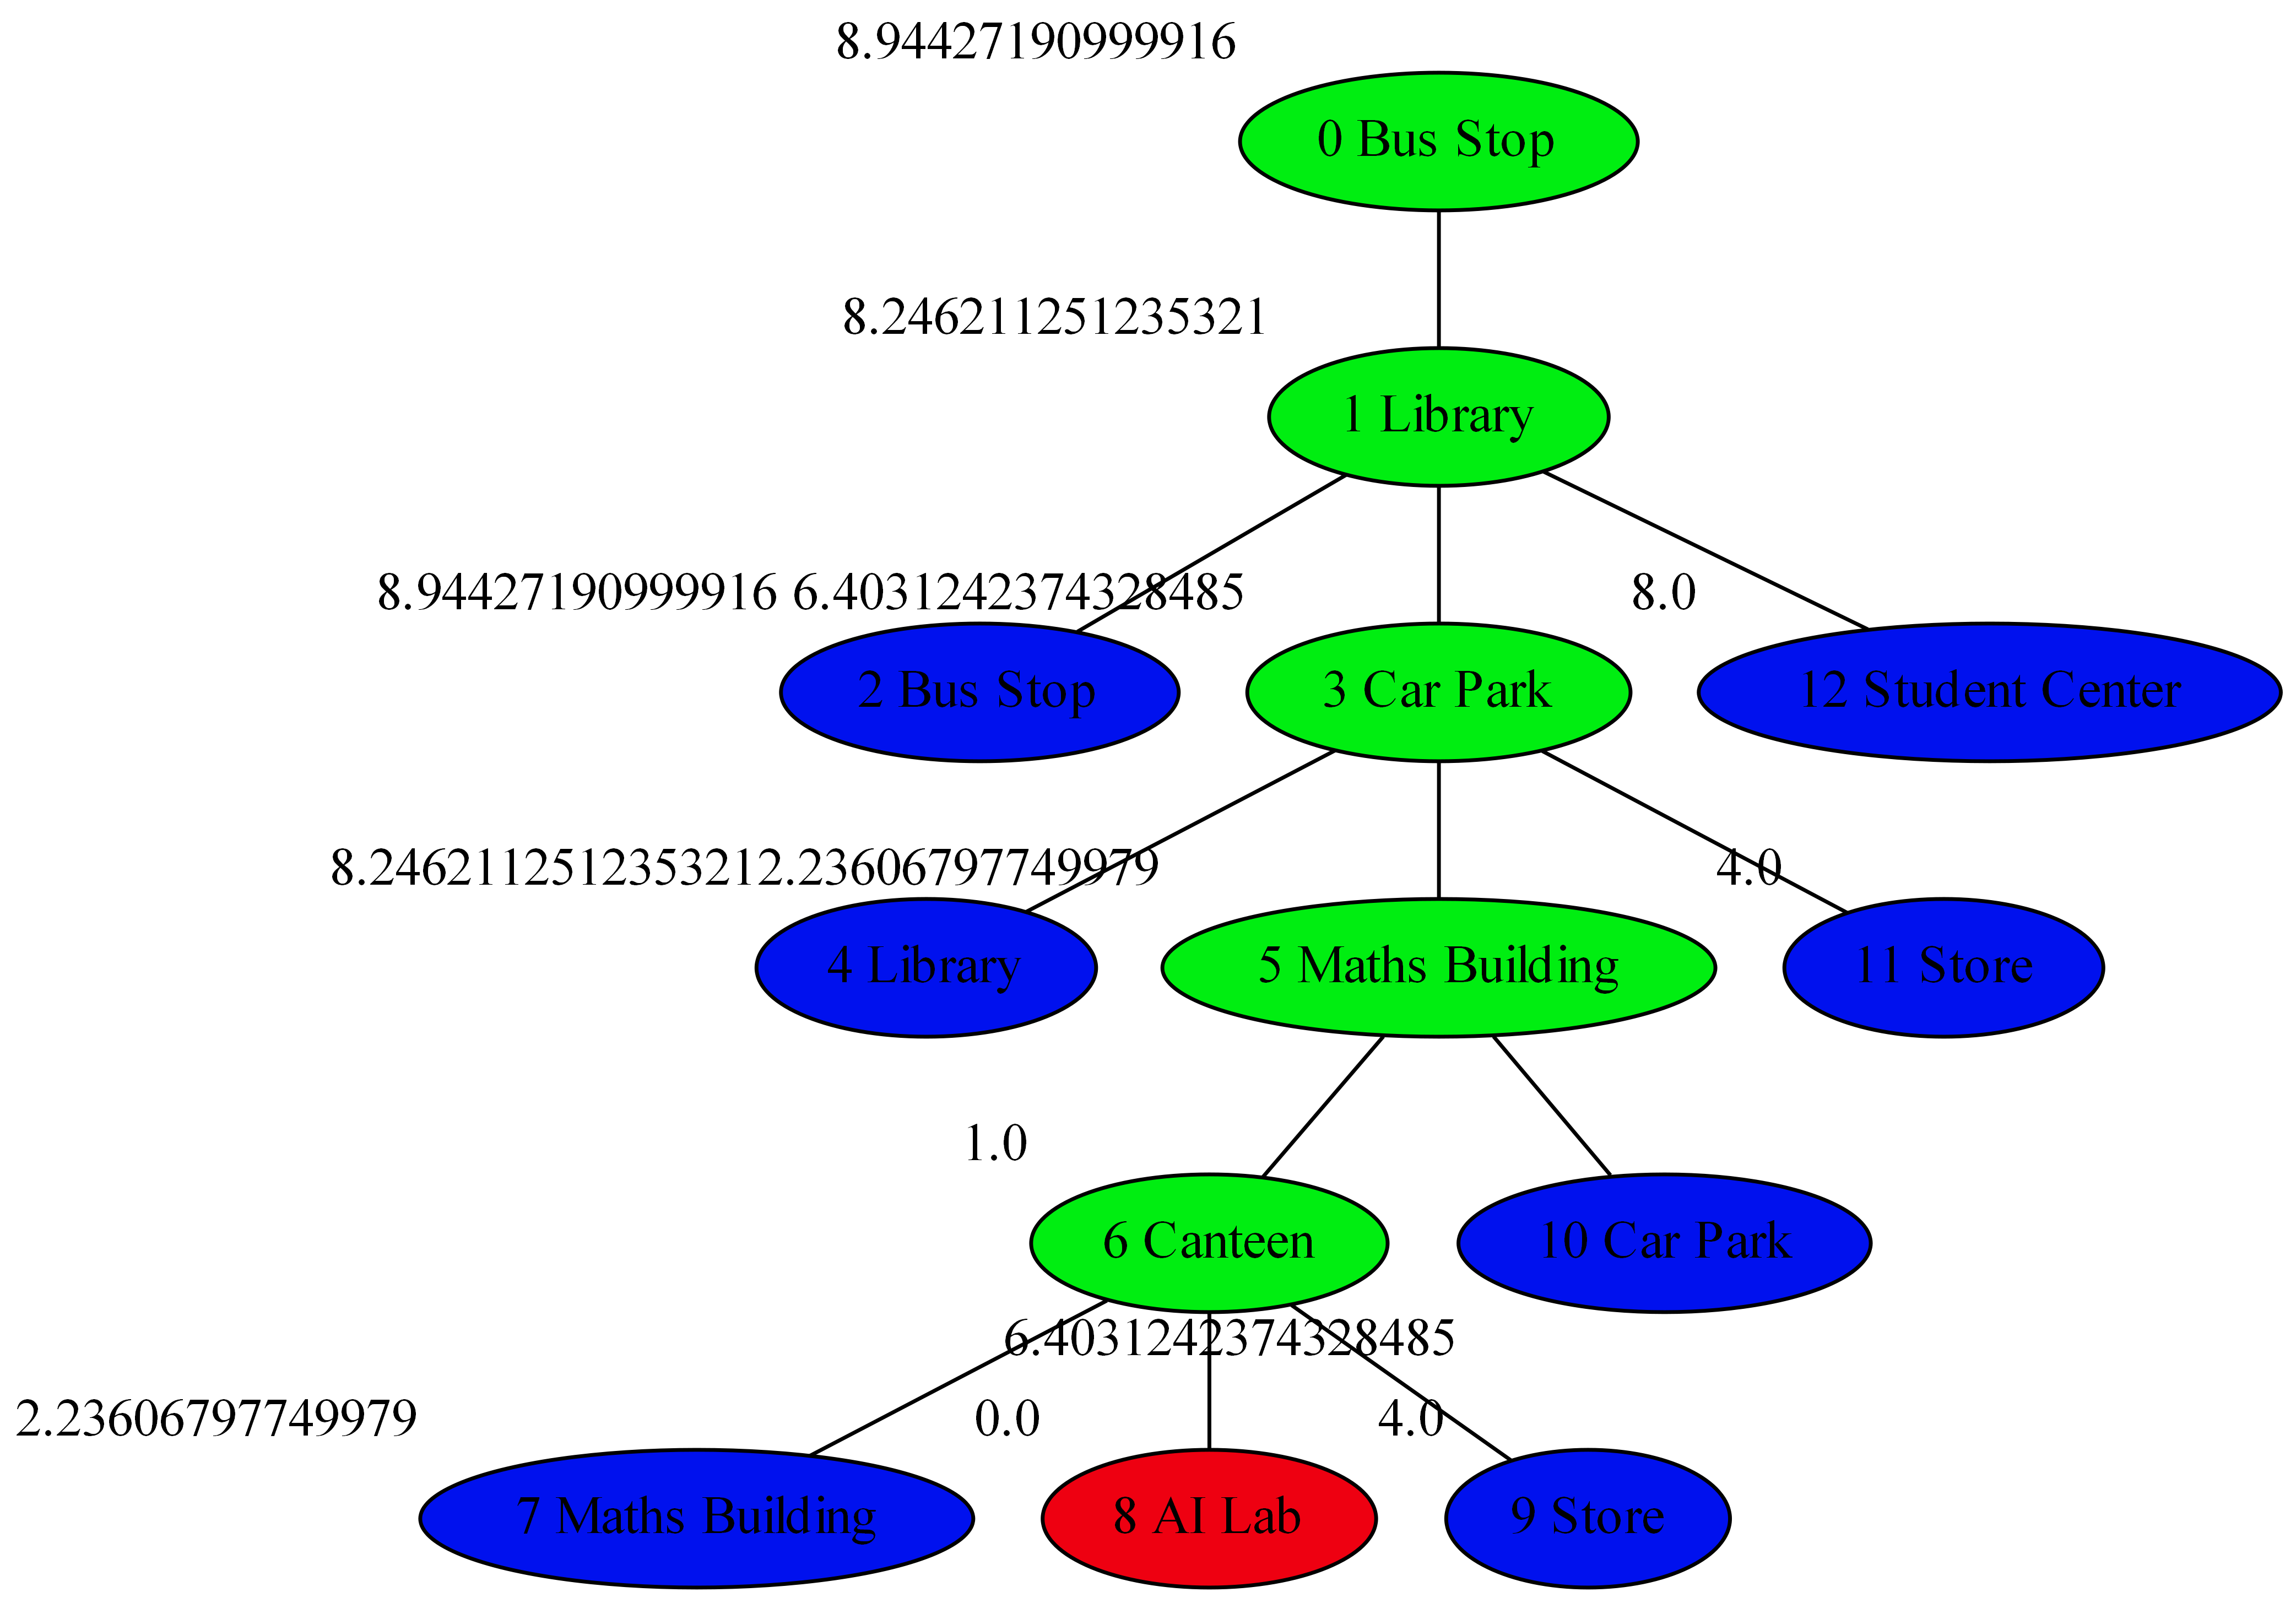 8.94427190999916
0 Bus Stop
8.246211251235321
1 Library
8.94427190999916 6.4031242374328485 8.0
2 Bus Stop 3 Car Park 12 Student Center
8.2462112512353212.23606797749979 4.0
4 Library 5 Maths Building 11 Store
1.0
6 Canteen 10 Car Park
6.4031242374328485
2.23606797749979 0.0 4.0
7 Maths Building 8 AI Lab 9 Store